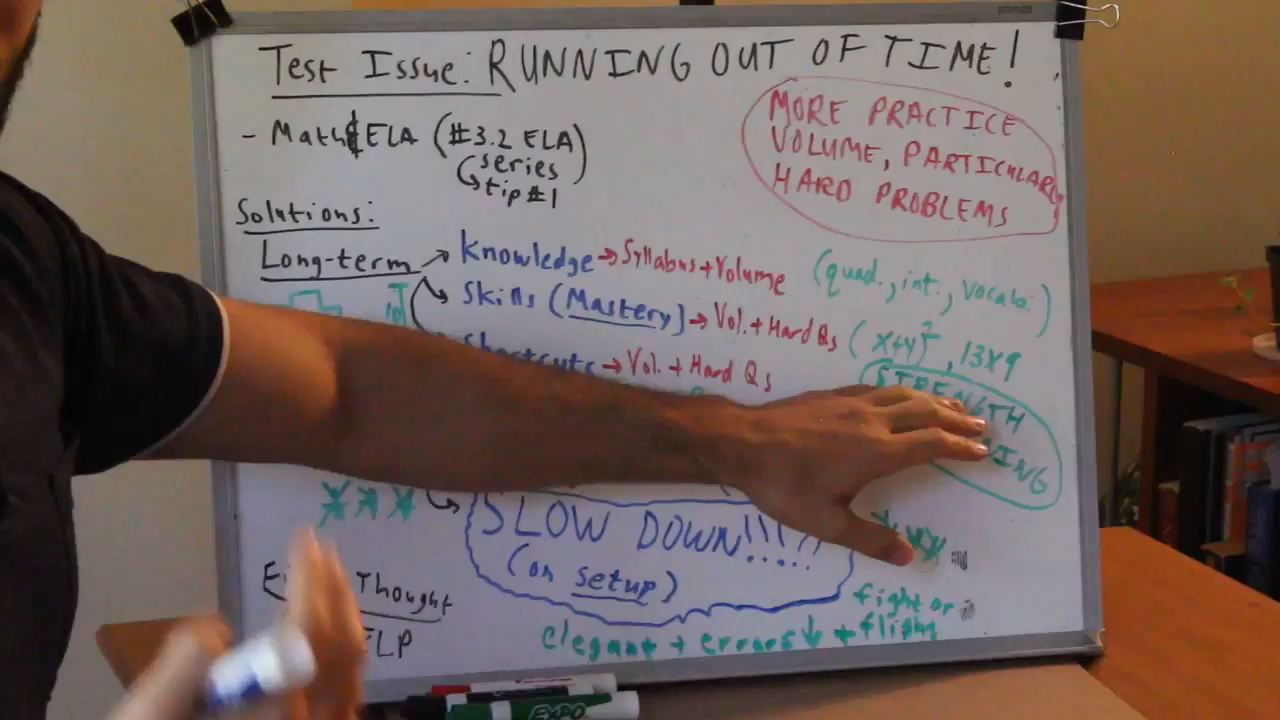 Test Issue: RUNNING OUT OF TIME!
- Math & ELA (#3.2 ELA)
series
tip #1
MORE PRACTICE
VOLUME, PARTICULARLY
HARD PROBLEMS
Solutions:
Long-term
Knowledge → Syllabus + Volume (quad., int., vocab.)
Skills (Mastery) → Vol. + Hard Qs (x+y)², 13x9
→ Vol. + Hard Qs
STRENGTH
SLOW DOWN!!!!!
(on setup)
Thought
FLP
fight or
elegant + errors ↓ + flight
EXPO